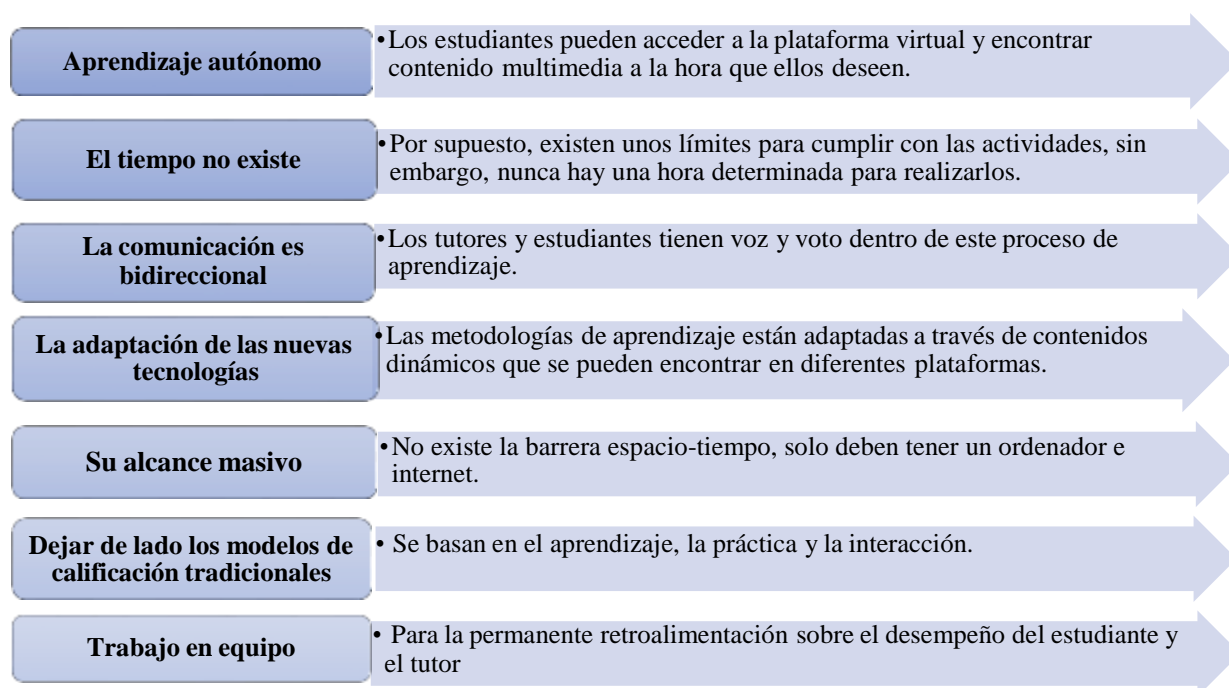 Aprendizaje autónomo
•Los estudiantes pueden acceder a la plataforma virtual y encontrar
contenido multimedia a la hora que ellos deseen.
El tiempo no existe
•Por supuesto, existen unos límites para cumplir con las actividades, sin
embargo, nunca hay una hora determinada para realizarlos.
La comunicación es
bidireccional
•Los tutores y estudiantes tienen voz y voto dentro de este proceso de
aprendizaje.
La adaptación de las nuevas
tecnologías
•Las metodologías de aprendizaje están adaptadas a través de contenidos
dinámicos que se pueden encontrar en diferentes plataformas.
Su alcance masivo
•No existe la barrera espacio-tiempo, solo deben tener un ordenador e
internet.
Dejar de lado los modelos de
calificación tradicionales
• Se basan en el aprendizaje, la práctica y la interacción.
Trabajo en equipo
• Para la permanente retroalimentación sobre el desempeño del estudiante y
el tutor